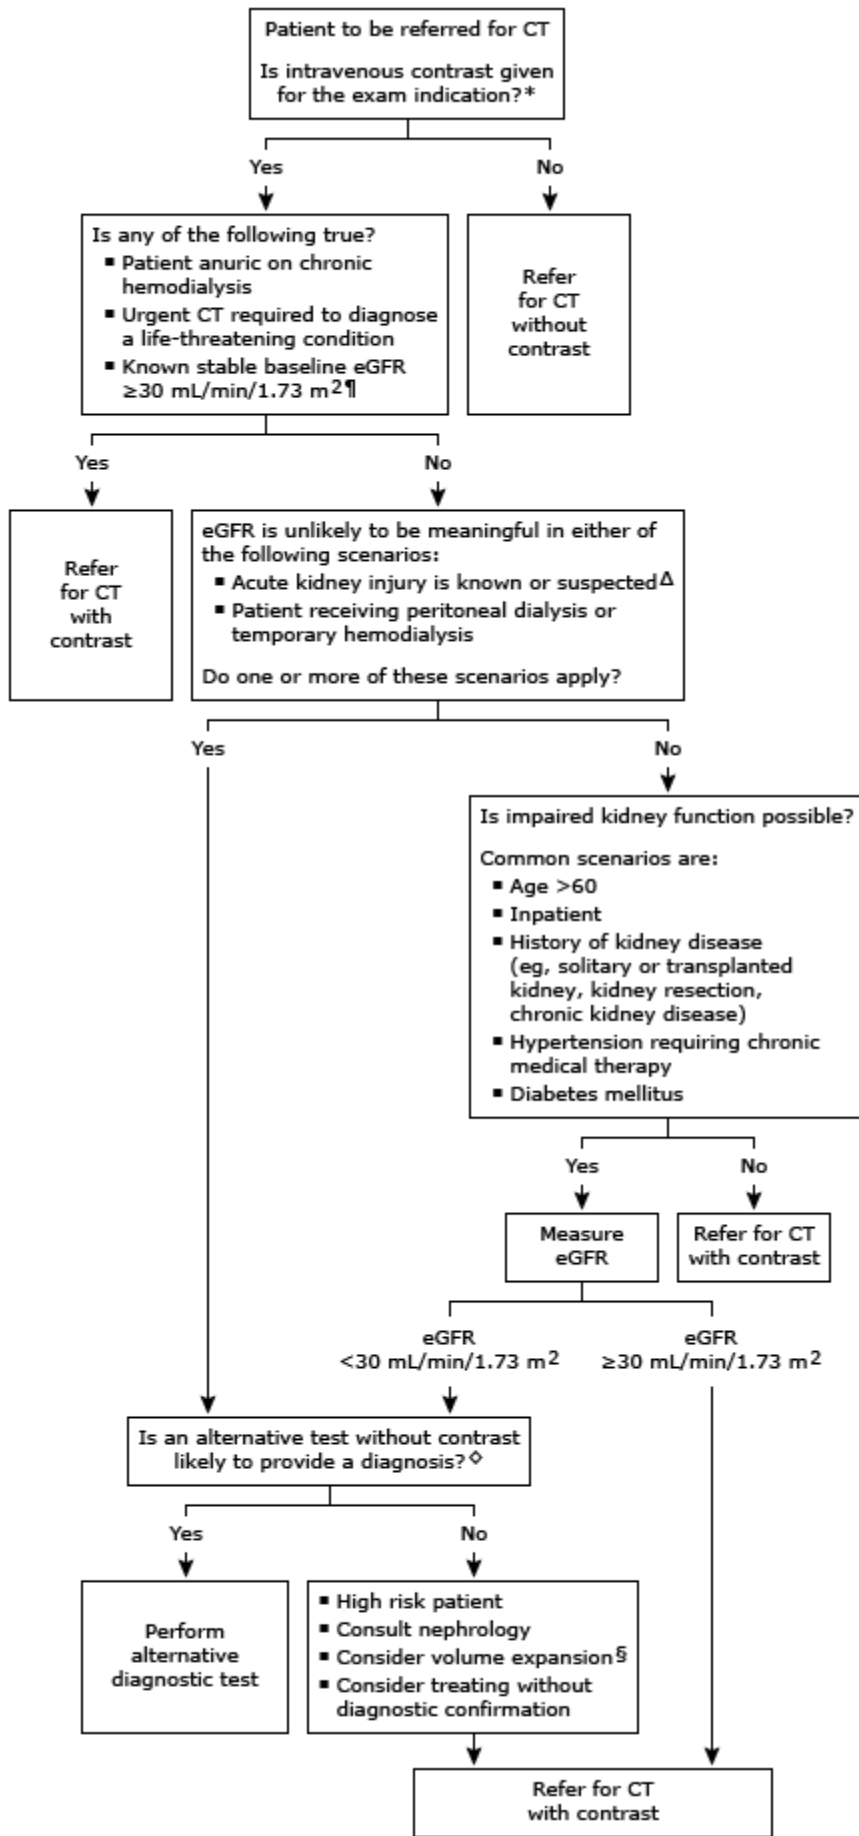 Patient to be referred for CT
Is intravenous contrast given
for the exam indication?*
Yes
No
Is any of the following true?
▪ Patient anuric on chronic
hemodialysis
▪ Urgent CT required to diagnose
a life-threatening condition
▪ Known stable baseline eGFR
≥30 mL/min/1.73 m²¶
Refer
for CT
without
contrast
Yes
No
Refer
for CT
with
contrast
eGFR is unlikely to be meaningful in either of
the following scenarios:
▪ Acute kidney injury is known or suspectedΔ
▪ Patient receiving peritoneal dialysis or
temporary hemodialysis
Do one or more of these scenarios apply?
Yes
No
Is impaired kidney function possible?
Common scenarios are:
▪ Age >60
▪ Inpatient
▪ History of kidney disease
(eg, solitary or transplanted
kidney, kidney resection,
chronic kidney disease)
▪ Hypertension requiring chronic
medical therapy
▪ Diabetes mellitus
Yes
No
Measure
eGFR
Refer for CT
with contrast
eGFR
<30 mL/min/1.73 m²
eGFR
≥30 mL/min/1.73 m²
Is an alternative test without contrast
likely to provide a diagnosis?◇
Yes
No
Perform
alternative
diagnostic test
▪ High risk patient
▪ Consult nephrology
▪ Consider volume expansion§
▪ Consider treating without
diagnostic confirmation
Refer for CT
with contrast